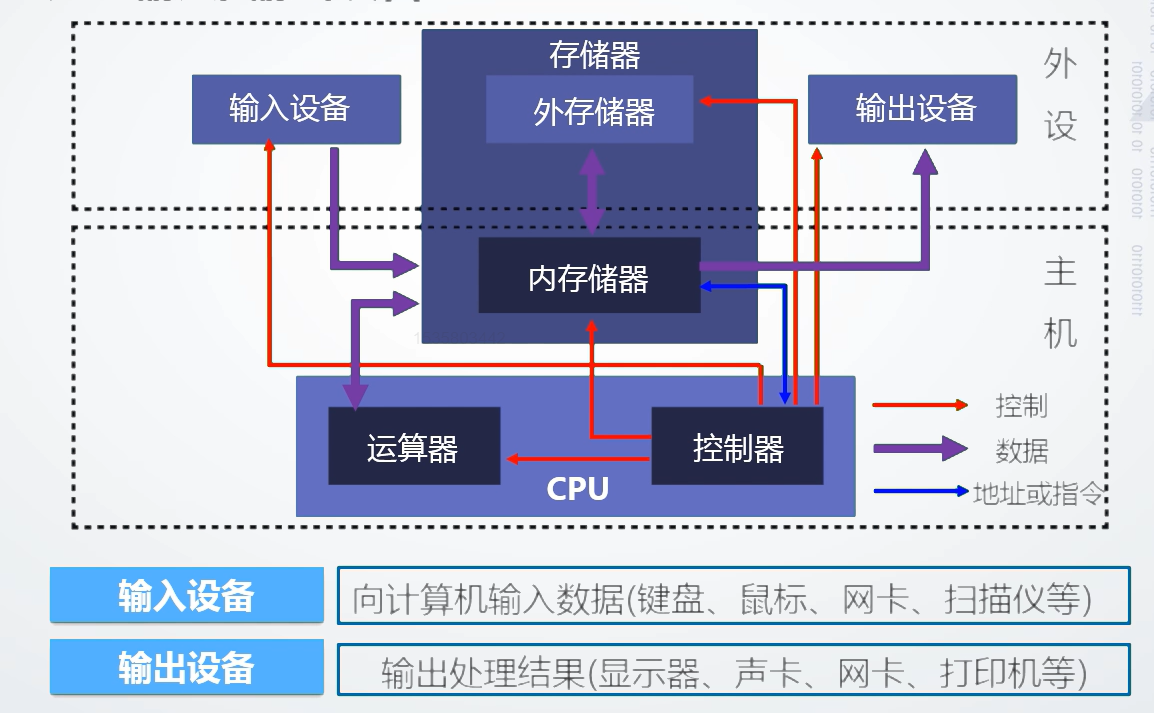 存储器
外设
输入设备
外存储器
输出设备
内存储器
主机
控制
运算器
控制器
数据
CPU
地址或指令
输入设备
向计算机输入数据(键盘、鼠标、网卡、扫描仪等)
输出设备
输出处理结果(显示器、声卡、网卡、打印机等)